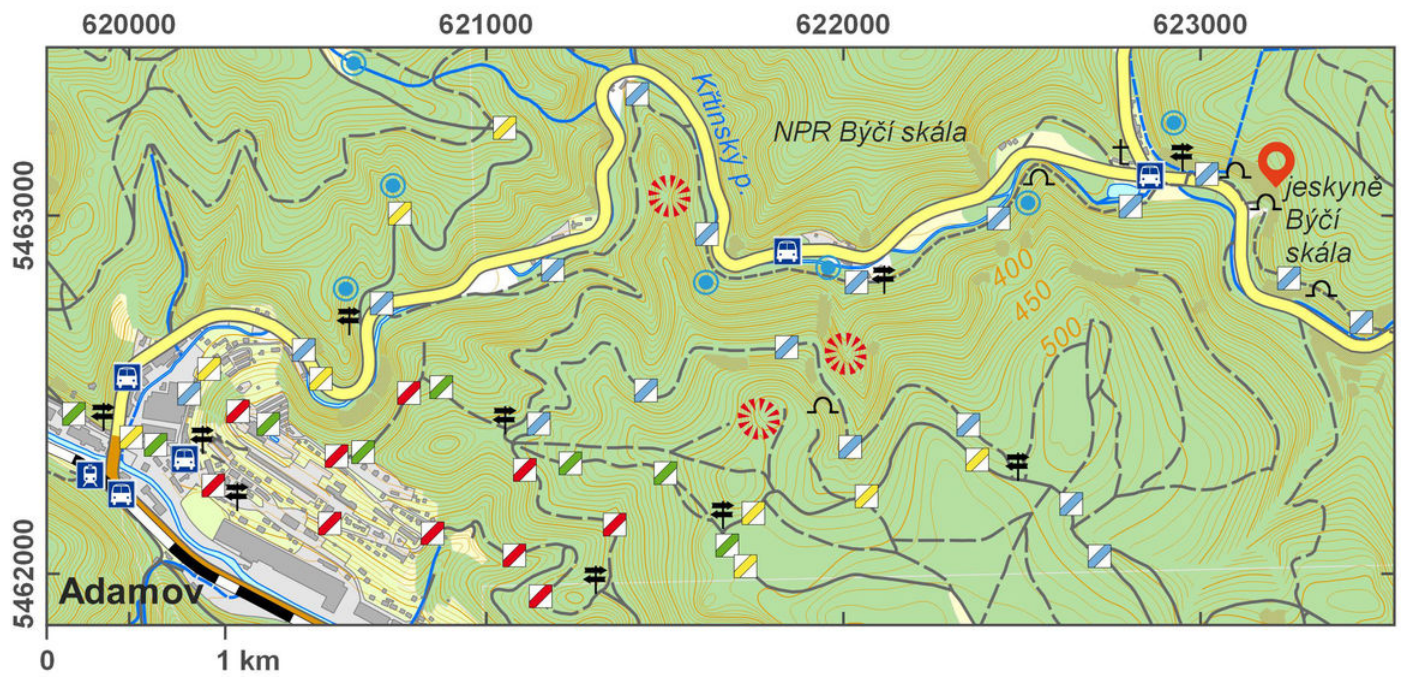 620000 621000 622000 623000
5463000
5462000
Křtinský p.
NPR Býčí skála
jeskyně
Býčí
skála
400
450
500
Adamov
0 1 km